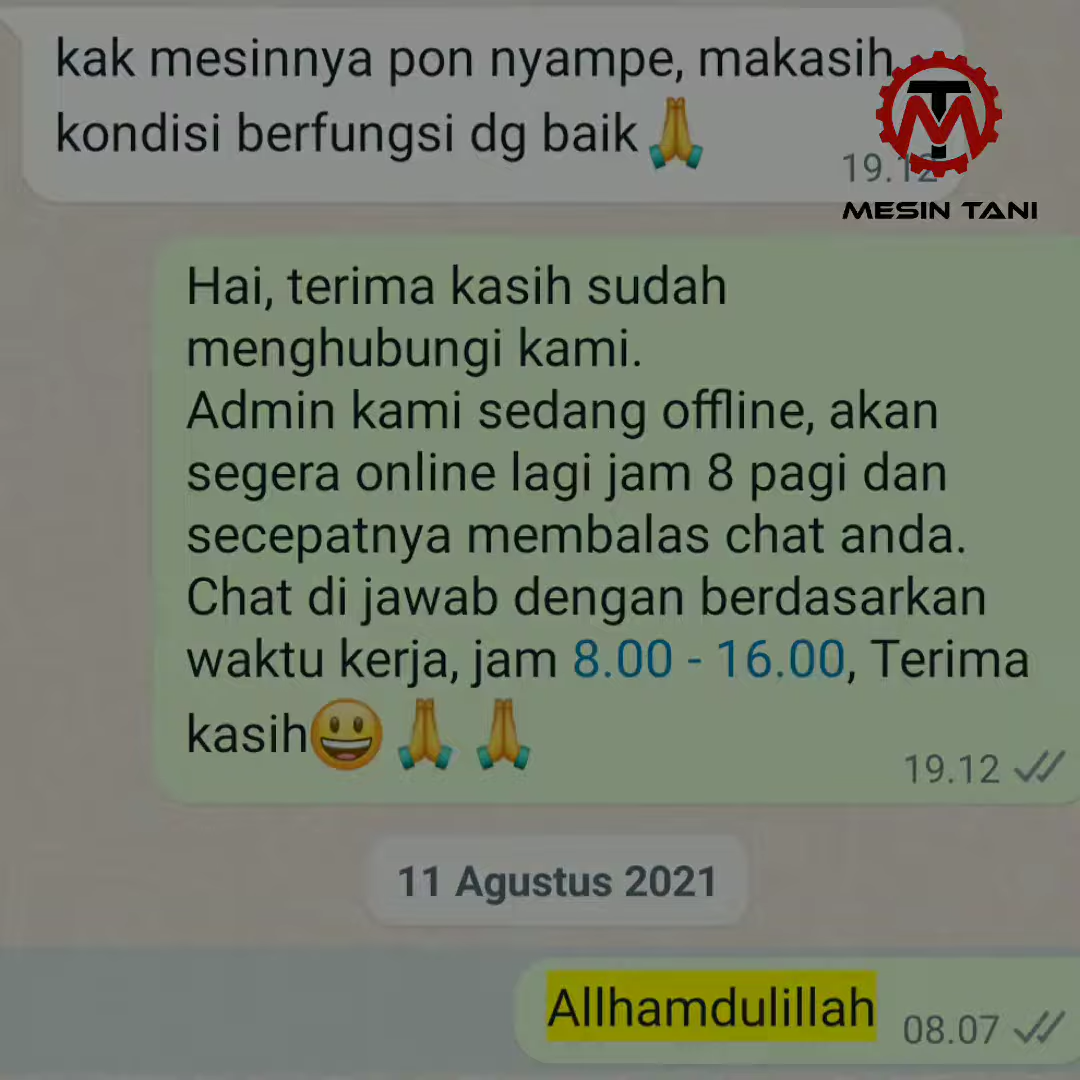 kak mesinnya pon nyampe, makasih
kondisi berfungsi dg baik🙏
19.12
MESIN TANI
Hai, terima kasih sudah
menghubungi kami.
Admin kami sedang offline, akan
segera online lagi jam 8 pagi dan
secepatnya membalas chat anda.
Chat di jawab dengan berdasarkan
waktu kerja, jam 8.00 - 16.00, Terima
kasih😃🙏🙏
19.12
11 Agustus 2021
Allhamdulillah
08.07